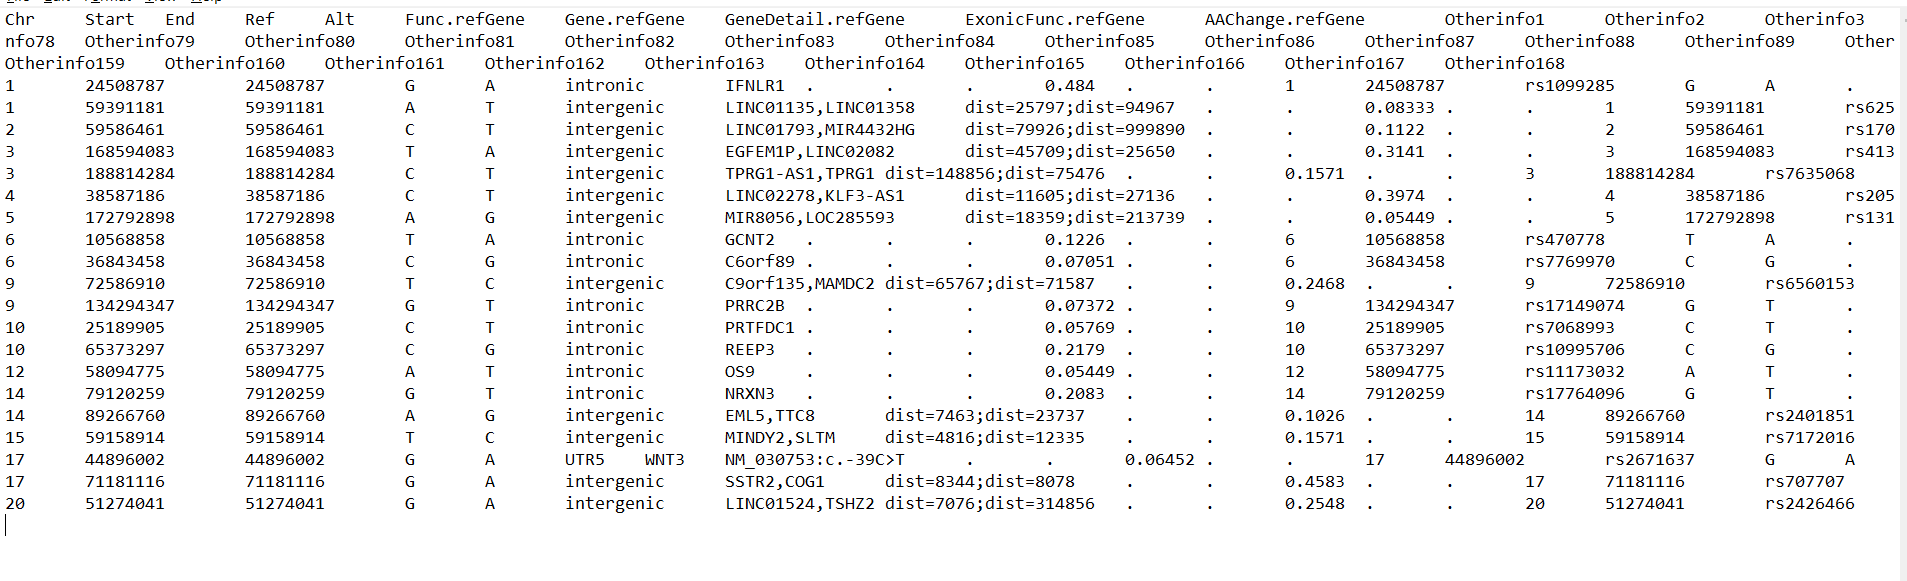 Chr Start End Ref Alt Func.refGene Gene.refGene GeneDetail.refGene ExonicFunc.refGene AAChange.refGene Otherinfo1 Otherinfo2 Otherinfo3
nfo78 Otherinfo79 Otherinfo80 Otherinfo81 Otherinfo82 Otherinfo83 Otherinfo84 Otherinfo85 Otherinfo86 Otherinfo87 Otherinfo88 Otherinfo89 Other
Otherinfo159 Otherinfo160 Otherinfo161 Otherinfo162 Otherinfo163 Otherinfo164 Otherinfo165 Otherinfo166 Otherinfo167 Otherinfo168
1 24508787 24508787 G A intronic IFNLR1 . . . 0.484 . . 1 24508787 rs1099285 G A .
1 59391181 59391181 A T intergenic LINC01135,LINC01358 dist=25797;dist=94967 . . 0.08333 . . 1 59391181 rs625
2 59586461 59586461 C T intergenic LINC01793,MIR4432HG dist=79926;dist=999890 . . 0.1122 . . 2 59586461 rs170
3 168594083 168594083 T A intergenic EGFEM1P,LINC02082 dist=45709;dist=25650 . . 0.3141 . . 3 168594083 rs413
3 188814284 188814284 C T intergenic TPRG1-AS1,TPRG1 dist=148856;dist=75476 . . 0.1571 . . 3 188814284 rs7635068
4 38587186 38587186 C T intergenic LINC02278,KLF3-AS1 dist=11605;dist=27136 . . 0.3974 . . 4 38587186 rs205
5 172792898 172792898 A G intergenic MIR8056,LOC285593 dist=18359;dist=213739 . . 0.05449 . . 5 172792898 rs131
6 10568858 10568858 T A intronic GCNT2 . . . 0.1226 . . 6 10568858 rs470778 T A .
6 36843458 36843458 C G intronic C6orf89 . . . 0.07051 . . 6 36843458 rs7769970 C G .
9 72586910 72586910 T C intergenic C9orf135,MAMDC2 dist=65767;dist=71587 . . 0.2468 . . 9 72586910 rs6560153
9 134294347 134294347 G T intronic PRRC2B . . . 0.07372 . . 9 134294347 rs17149074 G T .
10 25189905 25189905 C T intronic PRTFDC1 . . . 0.05769 . . 10 25189905 rs7068993 C T .
10 65373297 65373297 C G intronic REEP3 . . . 0.2179 . . 10 65373297 rs10995706 C G .
12 58094775 58094775 A T intronic OS9 . . . 0.05449 . . 12 58094775 rs11173032 A T .
14 79120259 79120259 G T intronic NRXN3 . . . 0.2083 . . 14 79120259 rs17764096 G T .
14 89266760 89266760 A G intergenic EML5,TTC8 dist=7463;dist=23737 . . 0.1026 . . 14 89266760 rs2401851
15 59158914 59158914 T C intergenic MINDY2,SLTM dist=4816;dist=12335 . . 0.1571 . . 15 59158914 rs7172016
17 44896002 44896002 G A UTR5 WNT3 NM_030753:c.-39C>T . . 0.06452 . . 17 44896002 rs2671637 G A
17 71181116 71181116 G A intergenic SSTR2,COG1 dist=8344;dist=8078 . . 0.4583 . . 17 71181116 rs707707
20 51274041 51274041 G A intergenic LINC01524,TSHZ2 dist=7076;dist=314856 . . 0.2548 . . 20 51274041 rs2426466